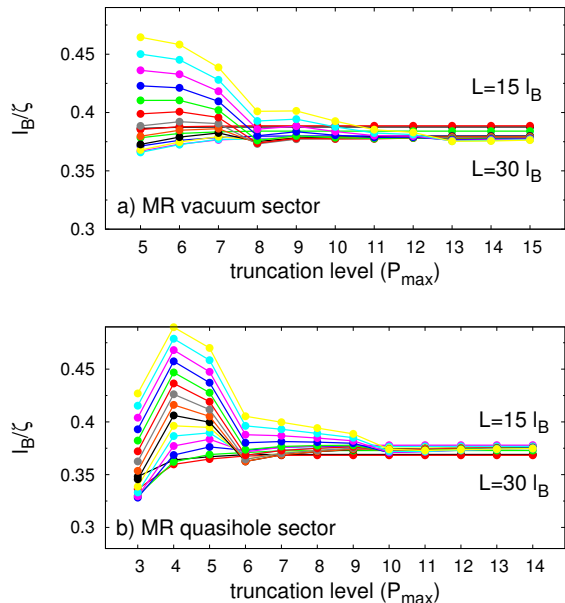 0.45
0.4
0.35
0.3
l_B/ζ
L=15 l_B
L=30 l_B
a) MR vacuum sector
5 6 7 8 9 10 11 12 13 14 15
truncation level (P_max)
0.45
0.4
0.35
0.3
l_B/ζ
L=15 l_B
L=30 l_B
b) MR quasihole sector
3 4 5 6 7 8 9 10 11 12 13 14
truncation level (P_max)